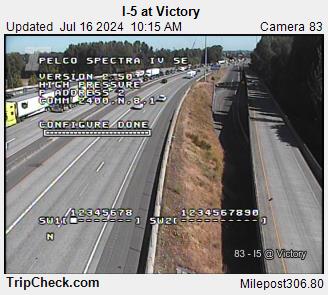 I-5 at Victory
Updated Jul 16 2024 10:15 AM Camera 83
PELCO SPECTRA IV SE
VERSION 2.50
HIGH PRESSURE
P ADDRESS 2
COMM 2400,N,8,1
CONFIGURE DONE
12345678 1234567890
SW1[ ] SW2[ ]
N
83 - I5 @ Victory
TripCheck.com Milepost306.80